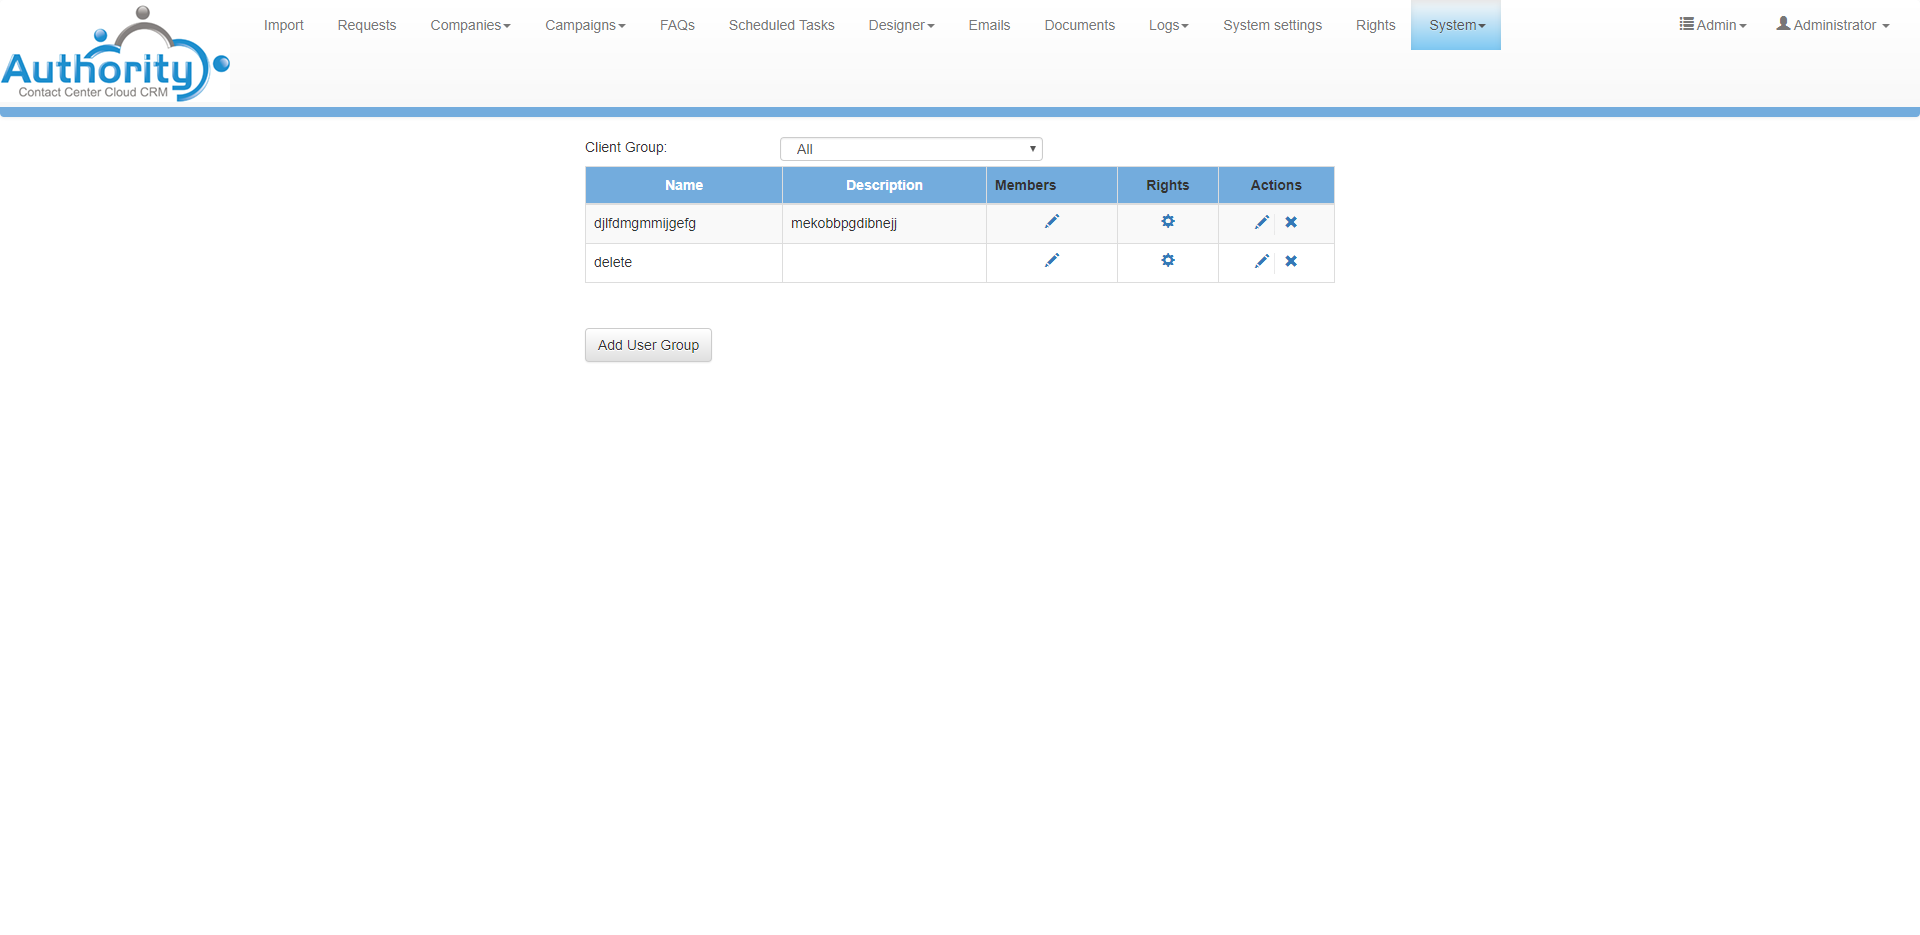 Authority
Contact Center Cloud CRM
Import Requests Companies Campaigns FAQs Scheduled Tasks Designer Emails Documents Logs System settings Rights System Admin Administrator
Client Group: All
Name Description Members Rights Actions
djlfdmgmmijgefg mekobbpgdibnejj
delete
Add User Group